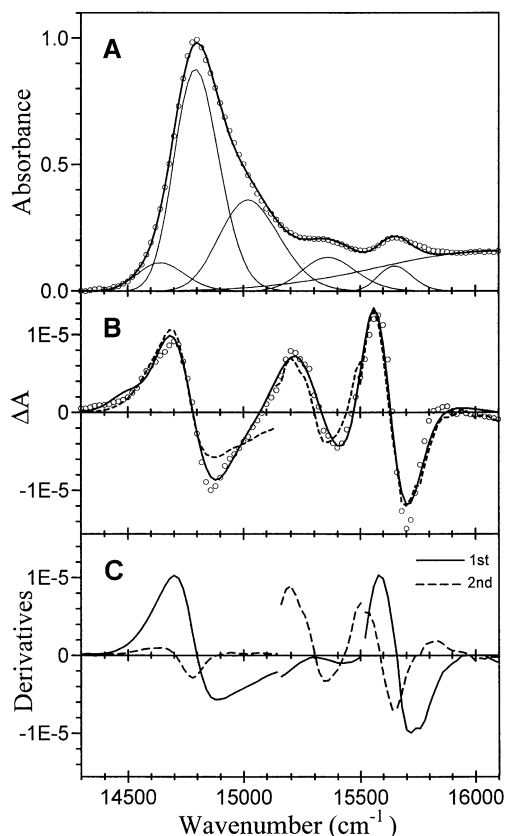 A
1.0
0.5
0.0
Absorbance
B
1E-5
0
-1E-5
ΔA
C
1st
2nd
1E-5
0
-1E-5
Derivatives
14500 15000 15500 16000
Wavenumber (cm-1)